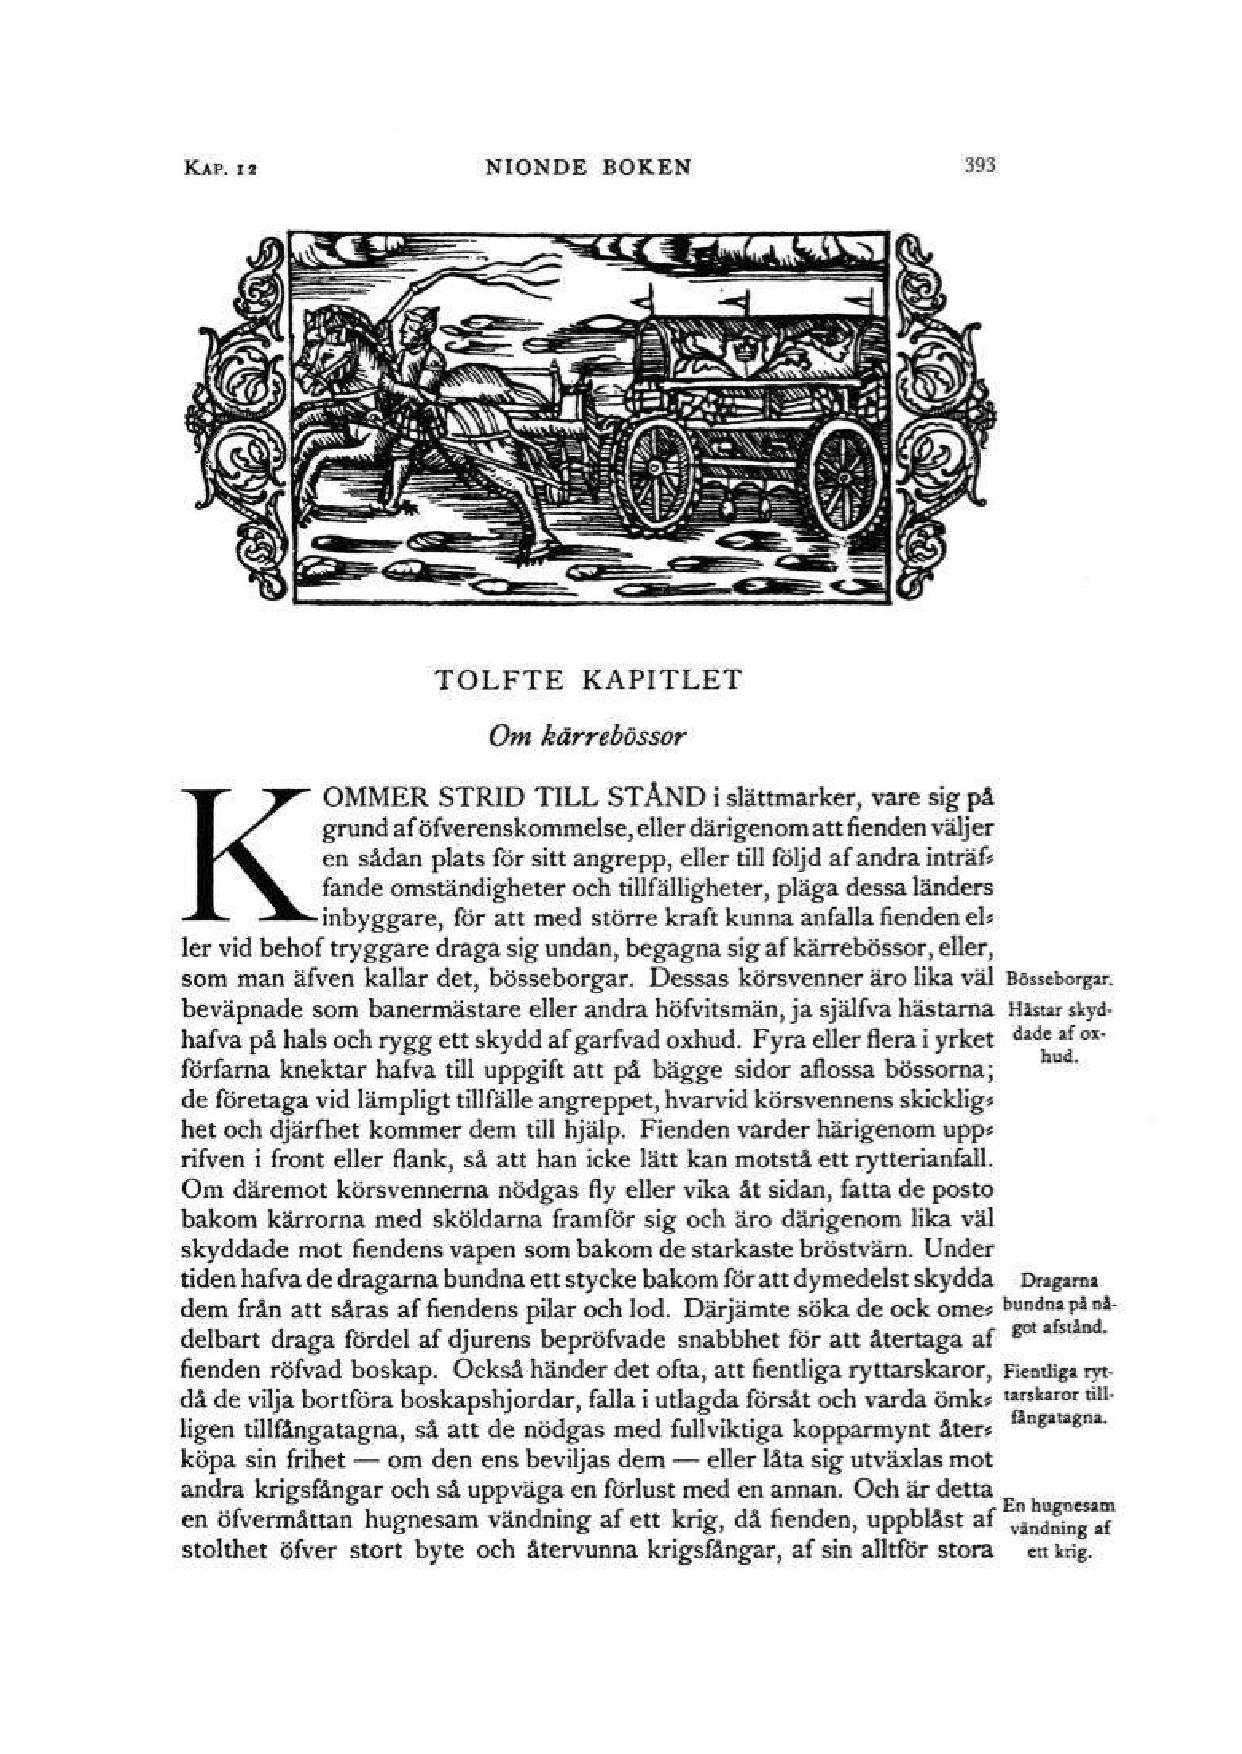 KAP. 12
NIONDE BOKEN
393
TOLFTE KAPITLET
Om kärrebössor
KOMMER STRID TILL STÅND i slättmarker, vare sig på
grund af öfverenskommelse, eller därigenom att fienden väljer
en sådan plats för sitt angrepp, eller till följd af andra inträf-
fande omständigheter och tillfälligheter, pläga dessa länders
inbyggare, för att med större kraft kunna anfalla fienden el-
ler vid behof tryggare draga sig undan, begagna sig af kärrebössor, eller,
som man äfven kallar det, bösseborgar. Dessas körsvenner äro lika väl
Bösseborgar.
beväpnade som banermästare eller andra höfvitsmän, ja själfva hästarna
hafva på hals och rygg ett skydd af garfvad oxhud. Fyra eller flera i yrket
Hästar skyd-
dade af ox-
hud.
förfarna knektar hafva till uppgift att på bägge sidor aflossa bössorna;
de företaga vid lämpligt tillfälle angreppet, hvarvid körsvennens skicklig-
het och djärfhet kommer dem till hjälp. Fienden varder härigenom upp-
rifven i front eller flank, så att han icke lätt kan motstå ett rytterianfall.
Om däremot körsvennerna nödgas fly eller vika åt sidan, fatta de posto
bakom kärrorna med sköldarna framför sig och äro därigenom lika väl
skyddade mot fiendens vapen som bakom de starkaste bröstvärn. Under
tiden hafva de dragarna bundna ett stycke bakom för att dymedelst skydda
dem från att såras af fiendens pilar och lod. Därjämte söka de ock ome-
delbart draga fördel af djurens bepröfvade snabbhet för att återtaga af
Dragarna
bundna på nå-
got afstånd.
fienden röfvad boskap. Också händer det ofta, att fientliga ryttarskaror,
då de vilja bortföra boskapshjordar, falla i utlagda försåt och varda ömk-
ligen tillfångatagna, så att de nödgas med fullviktiga kopparmynt åter-
Fientliga ryt-
tarskaror till-
fångatagna.
köpa sin frihet — om den ens beviljas dem — eller låta sig utväxlas mot
andra krigsfångar och så uppväga en förlust med en annan. Och är detta
en öfvermåttan hugnesam vändning af ett krig, då fienden, uppblåst af
stolthet öfver stort byte och återvunna krigsfångar, af sin alltför stora
En hugnesam
vändning af
ett krig.